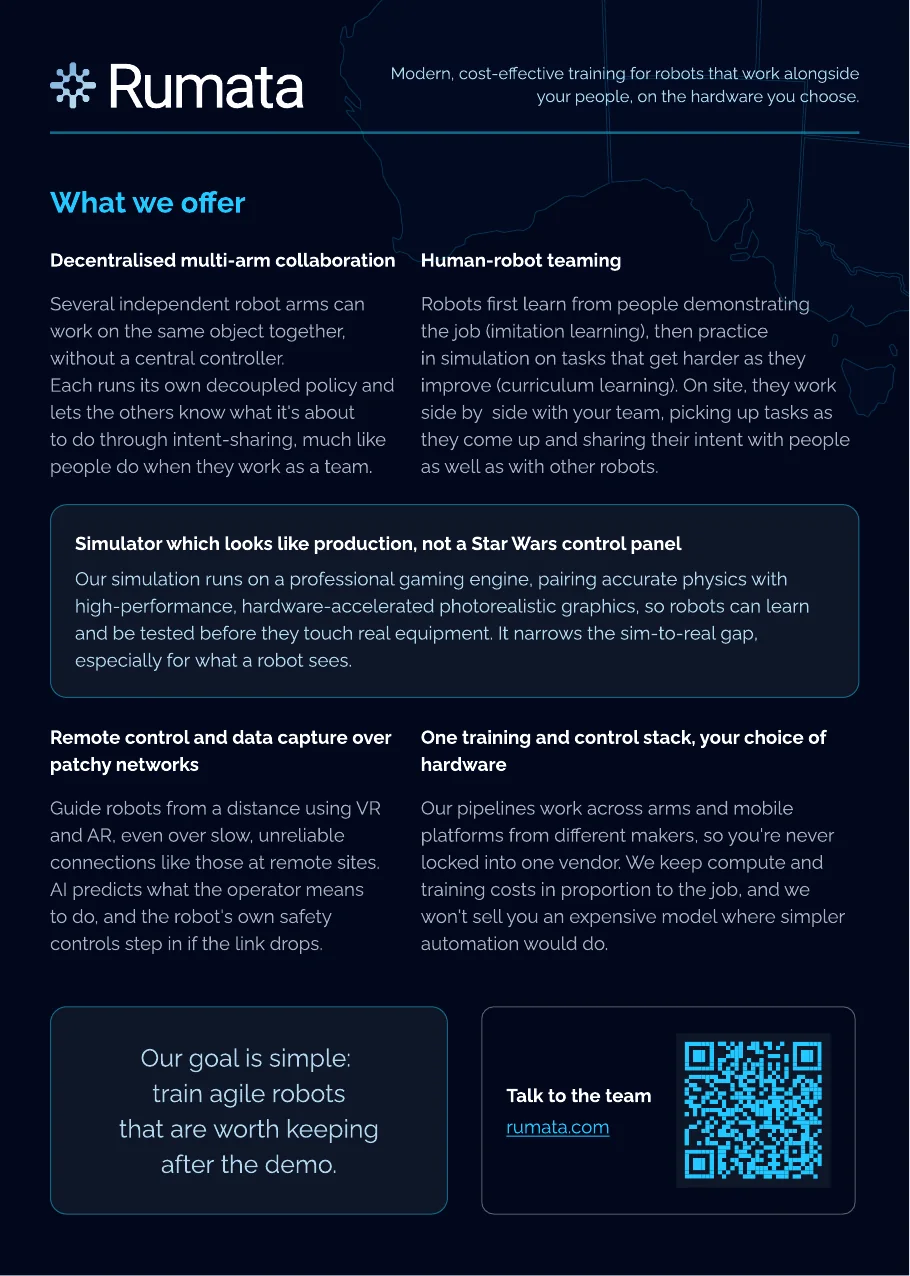 Rumata
Modern, cost-effective training for robots that work alongside
your people, on the hardware you choose.
What we offer
Decentralised multi-arm collaboration
Several independent robot arms can
work on the same object together,
without a central controller.
Each runs its own decoupled policy and
lets the others know what it's about
to do through intent-sharing, much like
people do when they work as a team.
Human-robot teaming
Robots first learn from people demonstrating
the job (imitation learning), then practice
in simulation on tasks that get harder as they
improve (curriculum learning). On site, they work
side by  side with your team, picking up tasks as
they come up and sharing their intent with people
as well as with other robots.
Simulator which looks like production, not a Star Wars control panel
Our simulation runs on a professional gaming engine, pairing accurate physics with
high-performance, hardware-accelerated photorealistic graphics, so robots can learn
and be tested before they touch real equipment. It narrows the sim-to-real gap,
especially for what a robot sees.
Remote control and data capture over
patchy networks
Guide robots from a distance using VR
and AR, even over slow, unreliable
connections like those at remote sites.
AI predicts what the operator means
to do, and the robot's own safety
controls step in if the link drops.
One training and control stack, your choice of
hardware
Our pipelines work across arms and mobile
platforms from different makers, so you're never
locked into one vendor. We keep compute and
training costs in proportion to the job, and we
won't sell you an expensive model where simpler
automation would do.
Our goal is simple:
train agile robots
that are worth keeping
after the demo.
Talk to the team
rumata.com